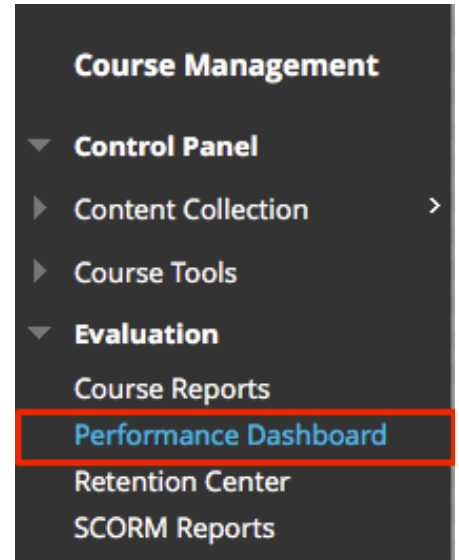 Course Management
Control Panel
Content Collection
Course Tools
Evaluation
Course Reports
Performance Dashboard
Retention Center
SCORM Reports